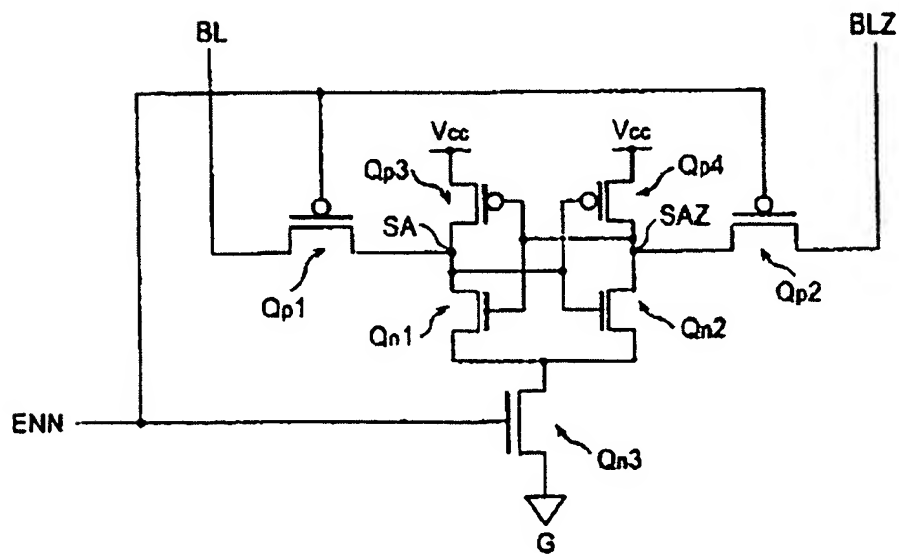 BL
BLZ
Vcc
Vcc
Qp3
Qp4
SA
SAZ
Qp1
Qp2
Qn1
Qn2
ENN
Qn3
G